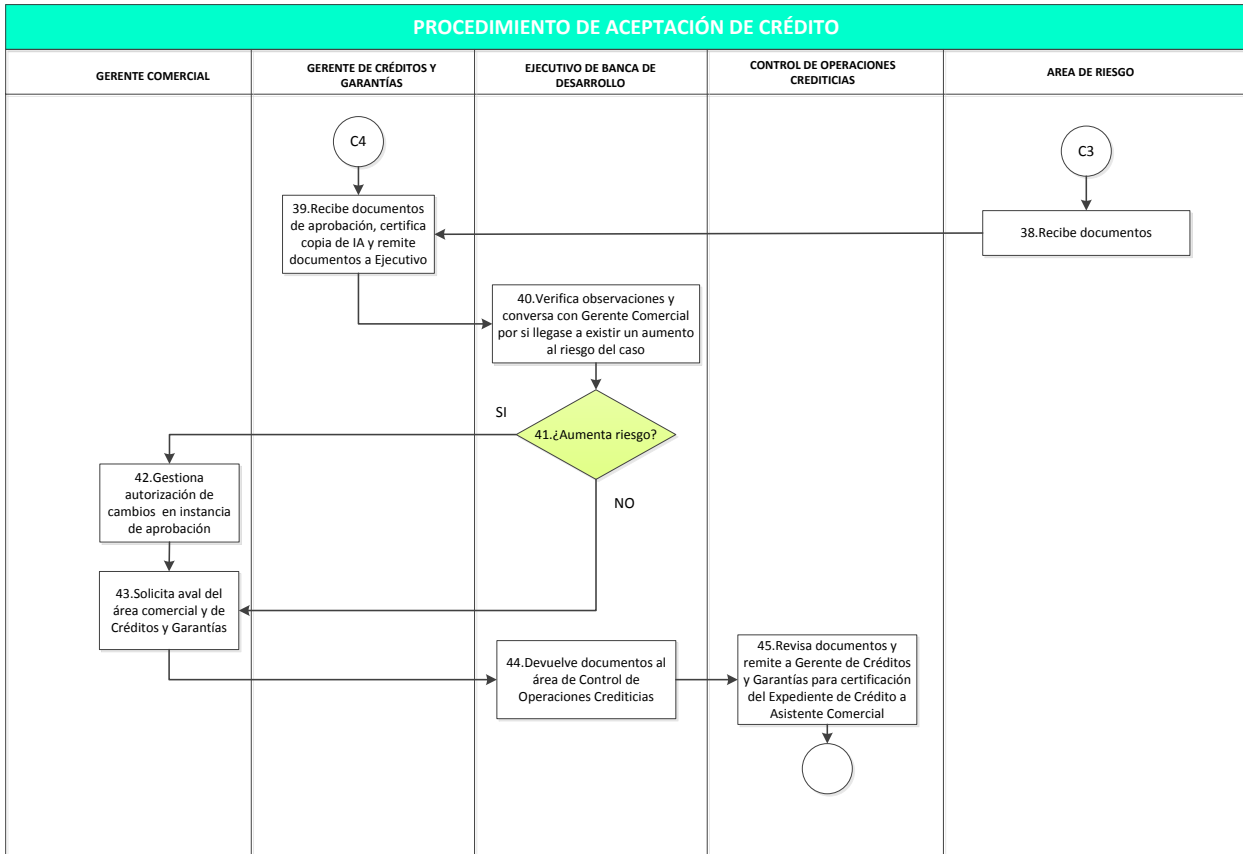 PROCEDIMIENTO DE ACEPTACIÓN DE CRÉDITO
GERENTE COMERCIAL
GERENTE DE CRÉDITOS Y
GARANTÍAS
EJECUTIVO DE BANCA DE
DESARROLLO
CONTROL DE OPERACIONES
CREDITICIAS
AREA DE RIESGO
C4
C3
39.Recibe documentos
de aprobación, certifica
copia de IA y remite
documentos a Ejecutivo
38.Recibe documentos
40.Verifica observaciones y
conversa con Gerente Comercial
por si llegase a existir un aumento
al riesgo del caso
SI
41.¿Aumenta riesgo?
NO
42.Gestiona
autorización de
cambios en instancia
de aprobación
43.Solicita aval del
área comercial y de
Créditos y Garantías
44.Devuelve documentos al
área de Control de
Operaciones Crediticias
45.Revisa documentos y
remite a Gerente de Créditos
y Garantías para certificación
del Expediente de Crédito a
Asistente Comercial